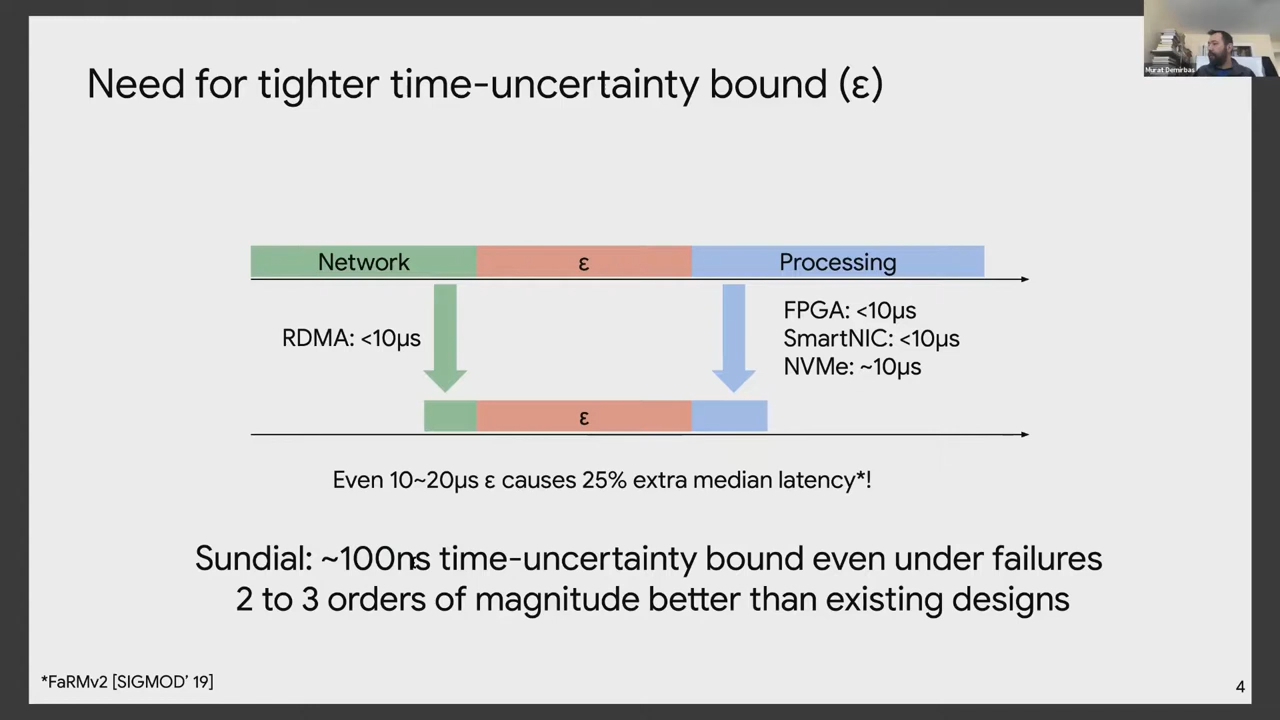 Murat Demirbas
Need for tighter time-uncertainty bound (ε)
Network ε Processing
RDMA: <10μs
FPGA: <10μs
SmartNIC: <10μs
NVMe: ~10μs
ε
Even 10~20μs ε causes 25% extra median latency*!
Sundial: ~100ns time-uncertainty bound even under failures
2 to 3 orders of magnitude better than existing designs
*FaRMv2 [SIGMOD’ 19]
4